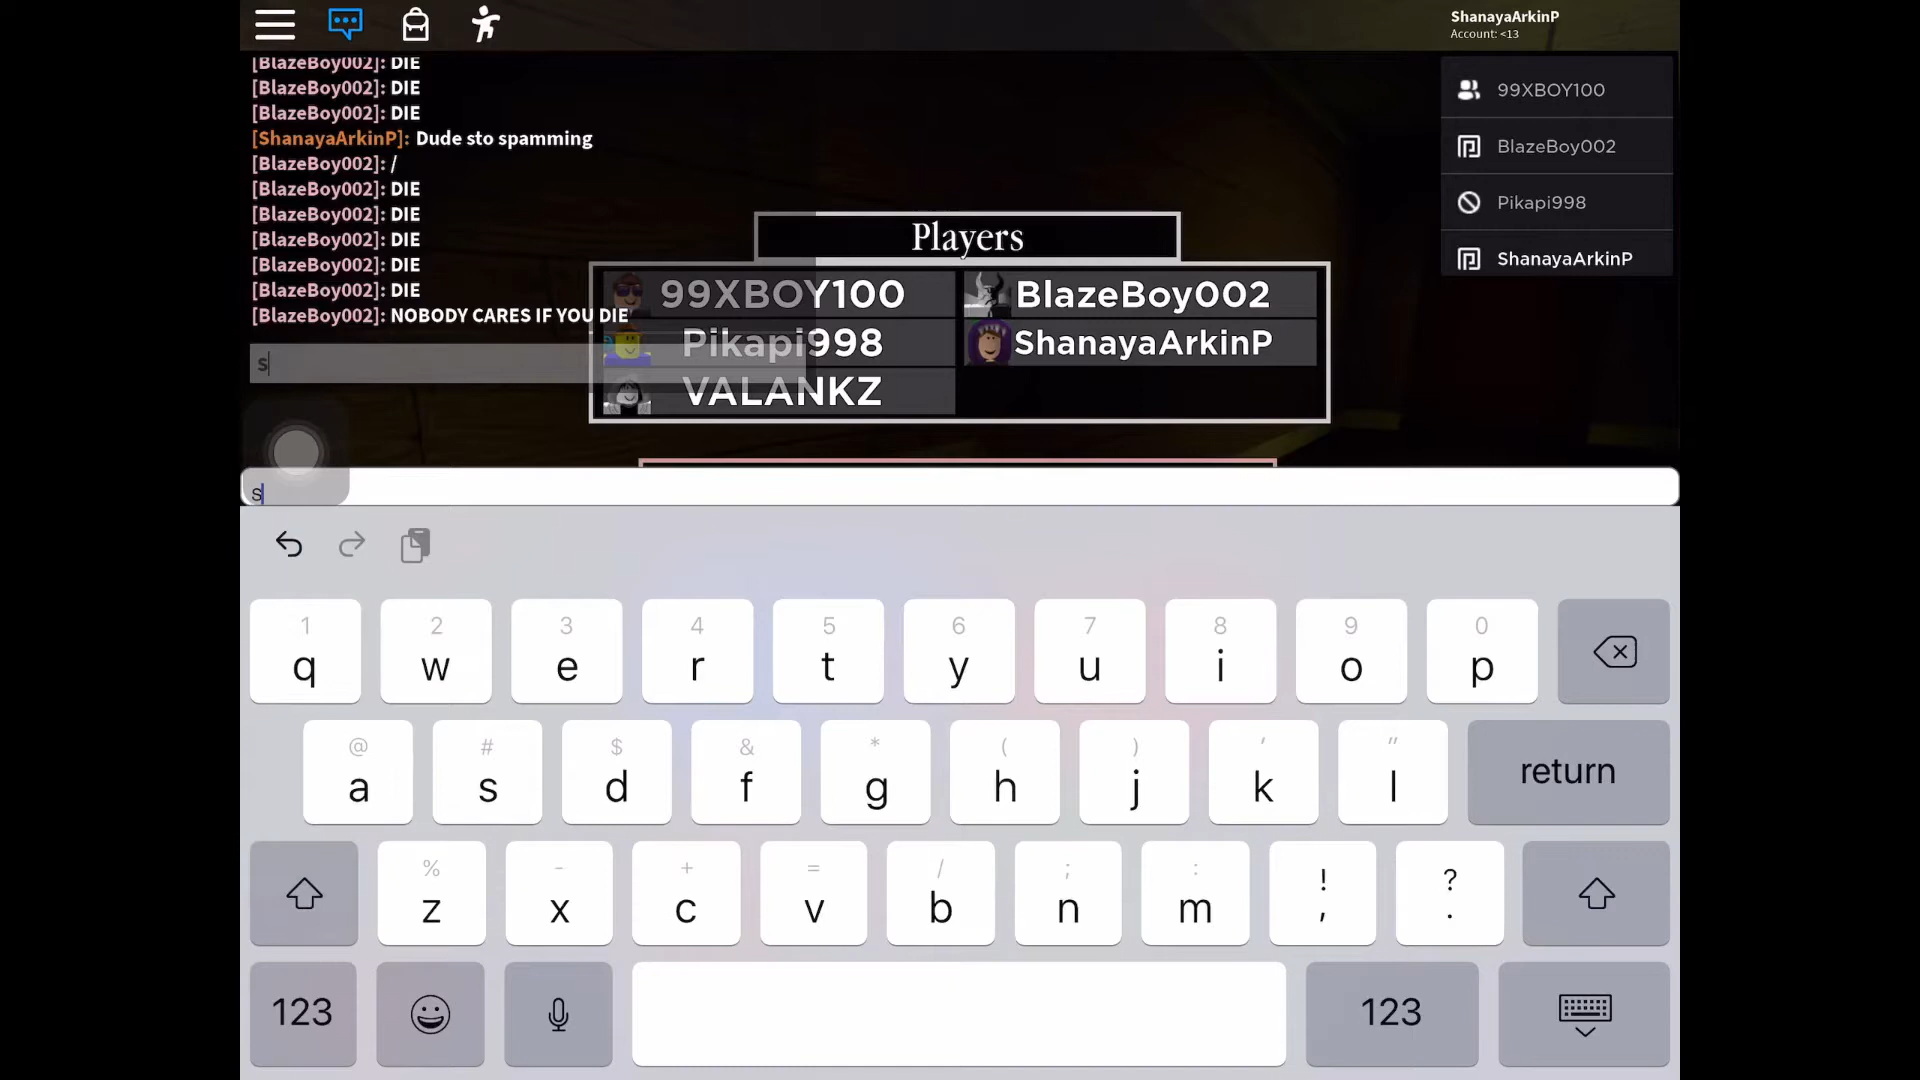 ShanayaArkinP
Account: <13
[BlazeBoy002]: DIE
[BlazeBoy002]: DIE
[BlazeBoy002]: DIE
[ShanayaArkinP]: Dude sto spamming
[BlazeBoy002]: /
[BlazeBoy002]: DIE
[BlazeBoy002]: DIE
[BlazeBoy002]: DIE
[BlazeBoy002]: DIE
[BlazeBoy002]: DIE
[BlazeBoy002]: NOBODY CARES IF YOU DIE
s
99XBOY100
BlazeBoy002
Pikapi998
ShanayaArkinP
Players
99XBOY100 BlazeBoy002
Pikapi998 ShanayaArkinP
VALANKZ
s
1 2 3 4 5 6 7 8 9 0
q w e r t y u i o p
@ # $ & * ( ) ' "
a s d f g h j k l return
% - + = / ; : ! ?
z x c v b n m , .
123 123